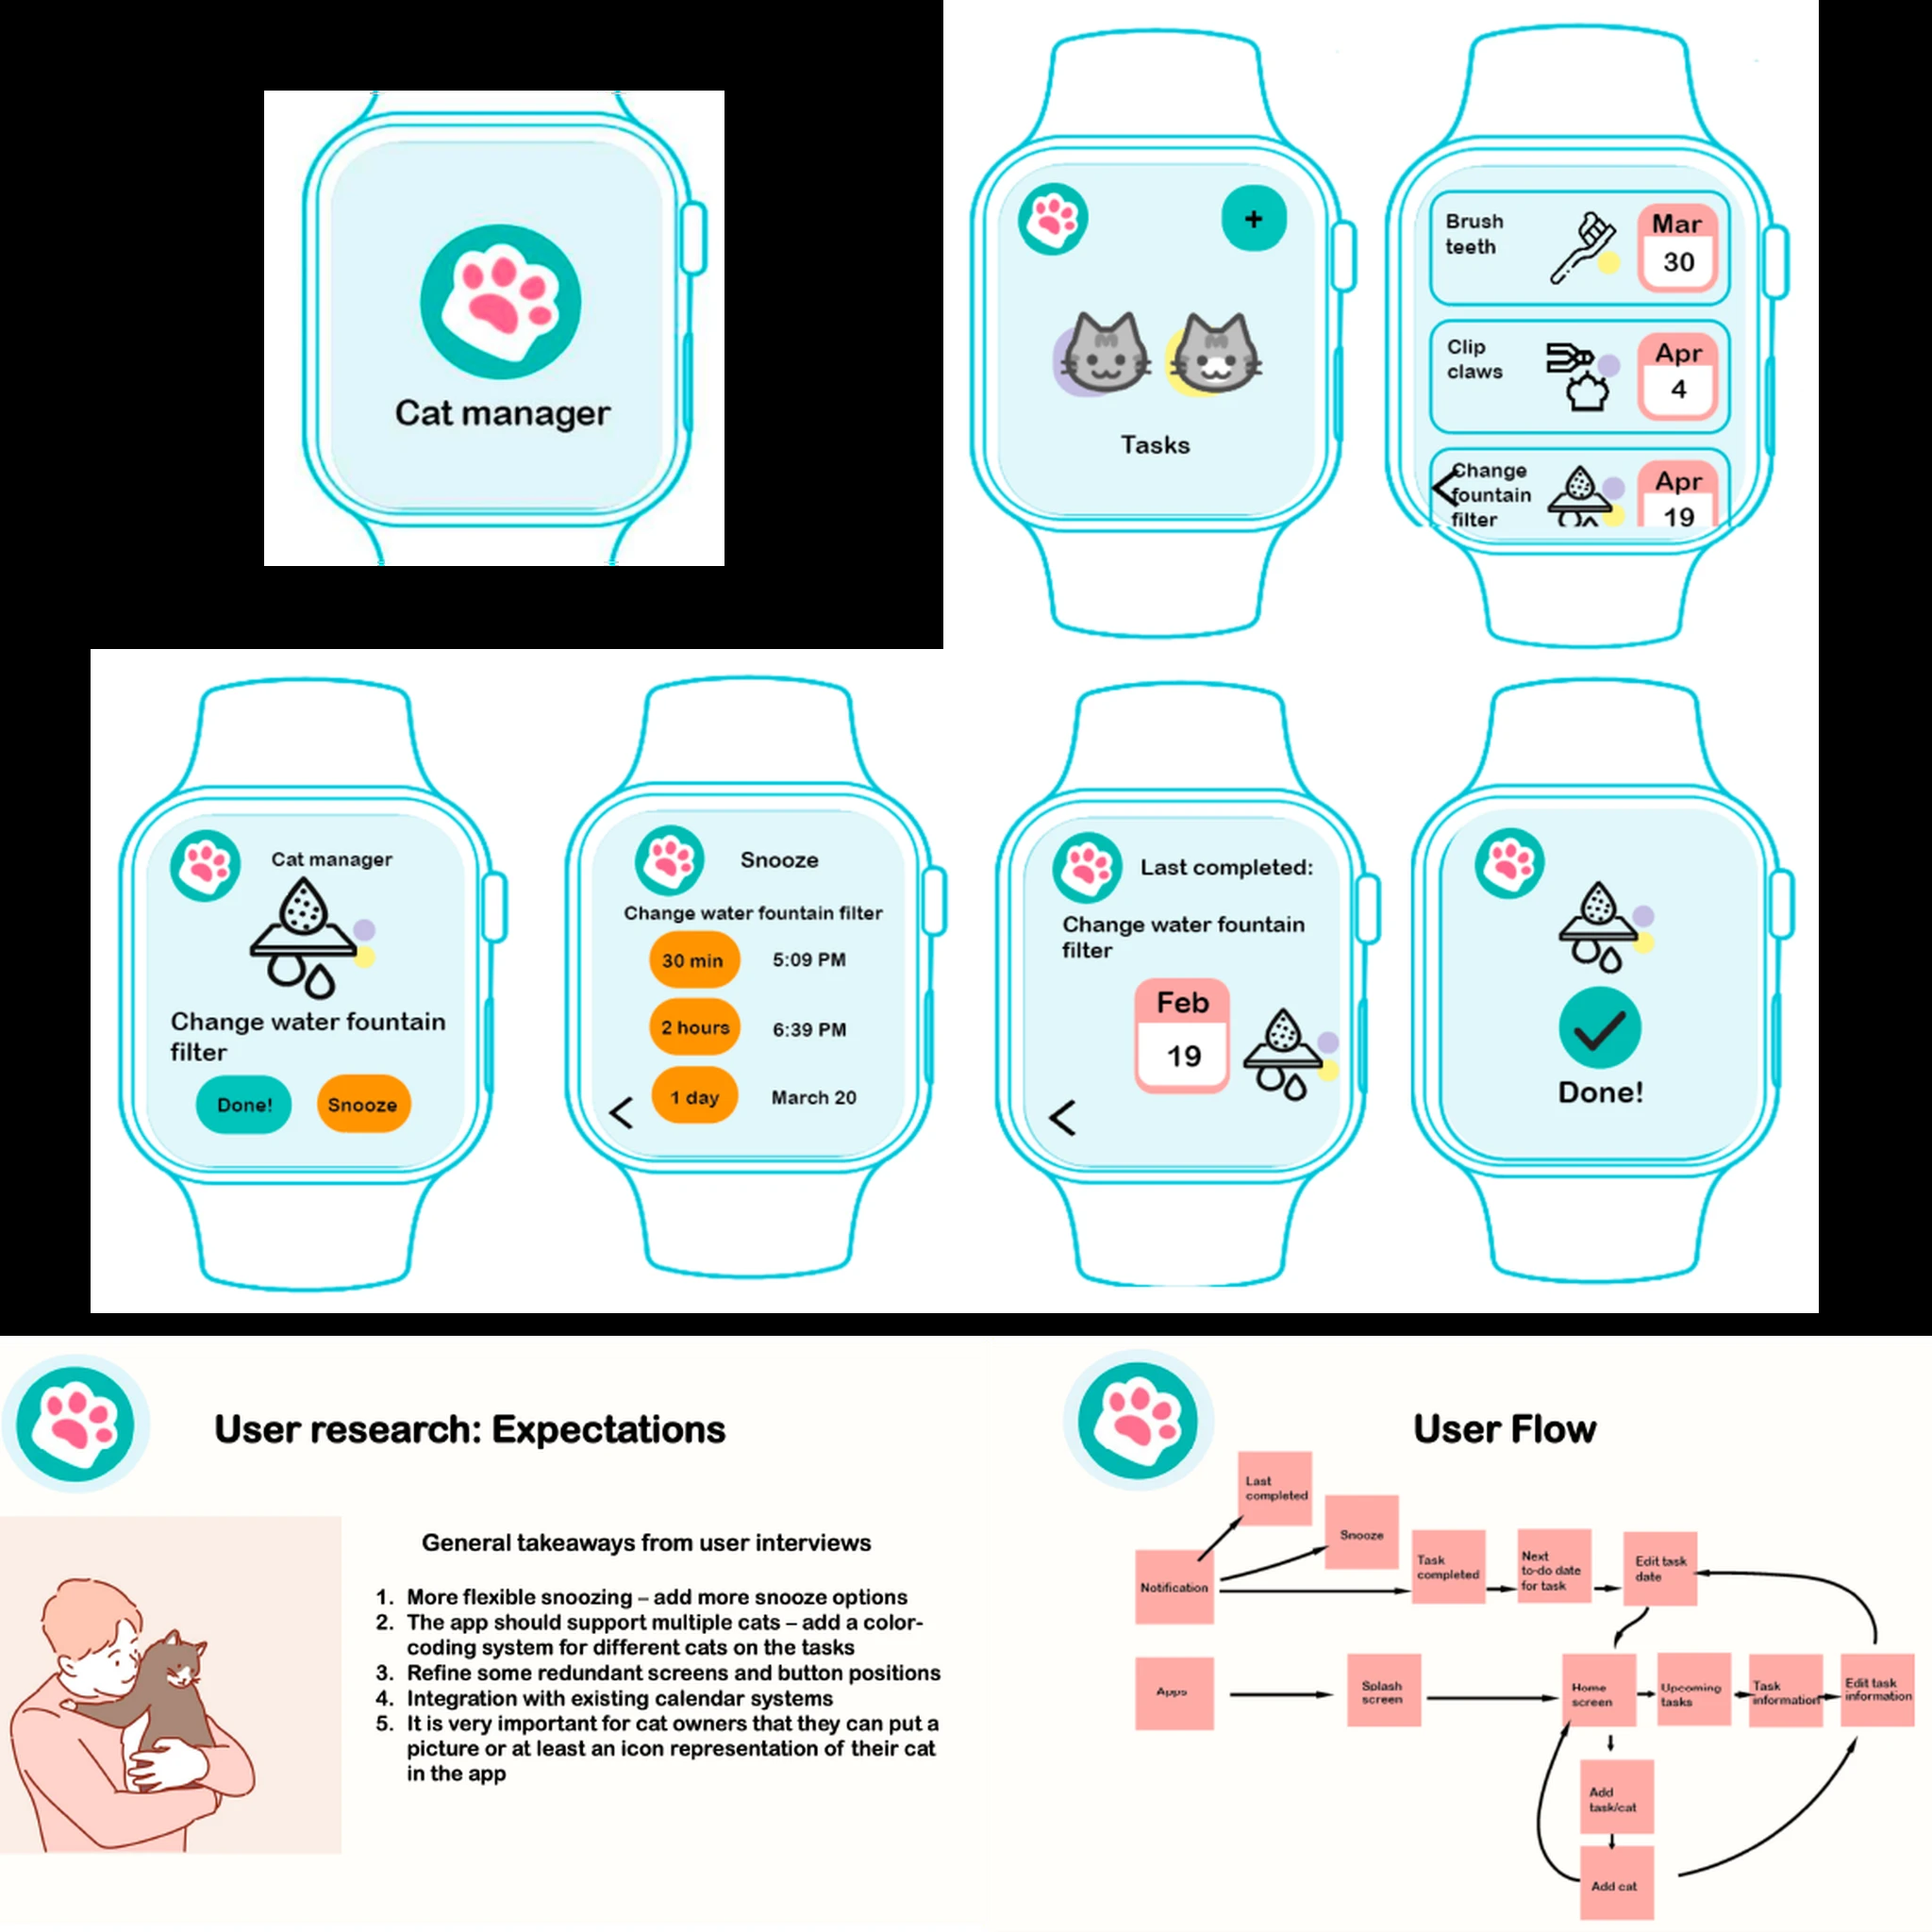 Cat manager
+
Tasks
Brush
teeth
Mar
30
Clip
claws
Apr
4
Change
fountain
filter
Apr
19
Cat manager
Change water fountain
filter
Done!
Snooze
Snooze
Change water fountain filter
30 min
5:09 PM
2 hours
6:39 PM
1 day
March 20
Last completed:
Change water fountain
filter
Feb
19
Done!
User research: Expectations
General takeaways from user interviews
1. More flexible snoozing – add more snooze options
2. The app should support multiple cats – add a color-
coding system for different cats on the tasks
3. Refine some redundant screens and button positions
4. Integration with existing calendar systems
5. It is very important for cat owners that they can put a
picture or at least an icon representation of their cat
in the app
User Flow
Last
completed
Snooze
Notification
Task
completed
Next
to-do date
for task
Edit task
date
Apps
Splash
screen
Home
screen
Upcoming
tasks
Task
information
Edit task
information
Add
task/cat
Add cat